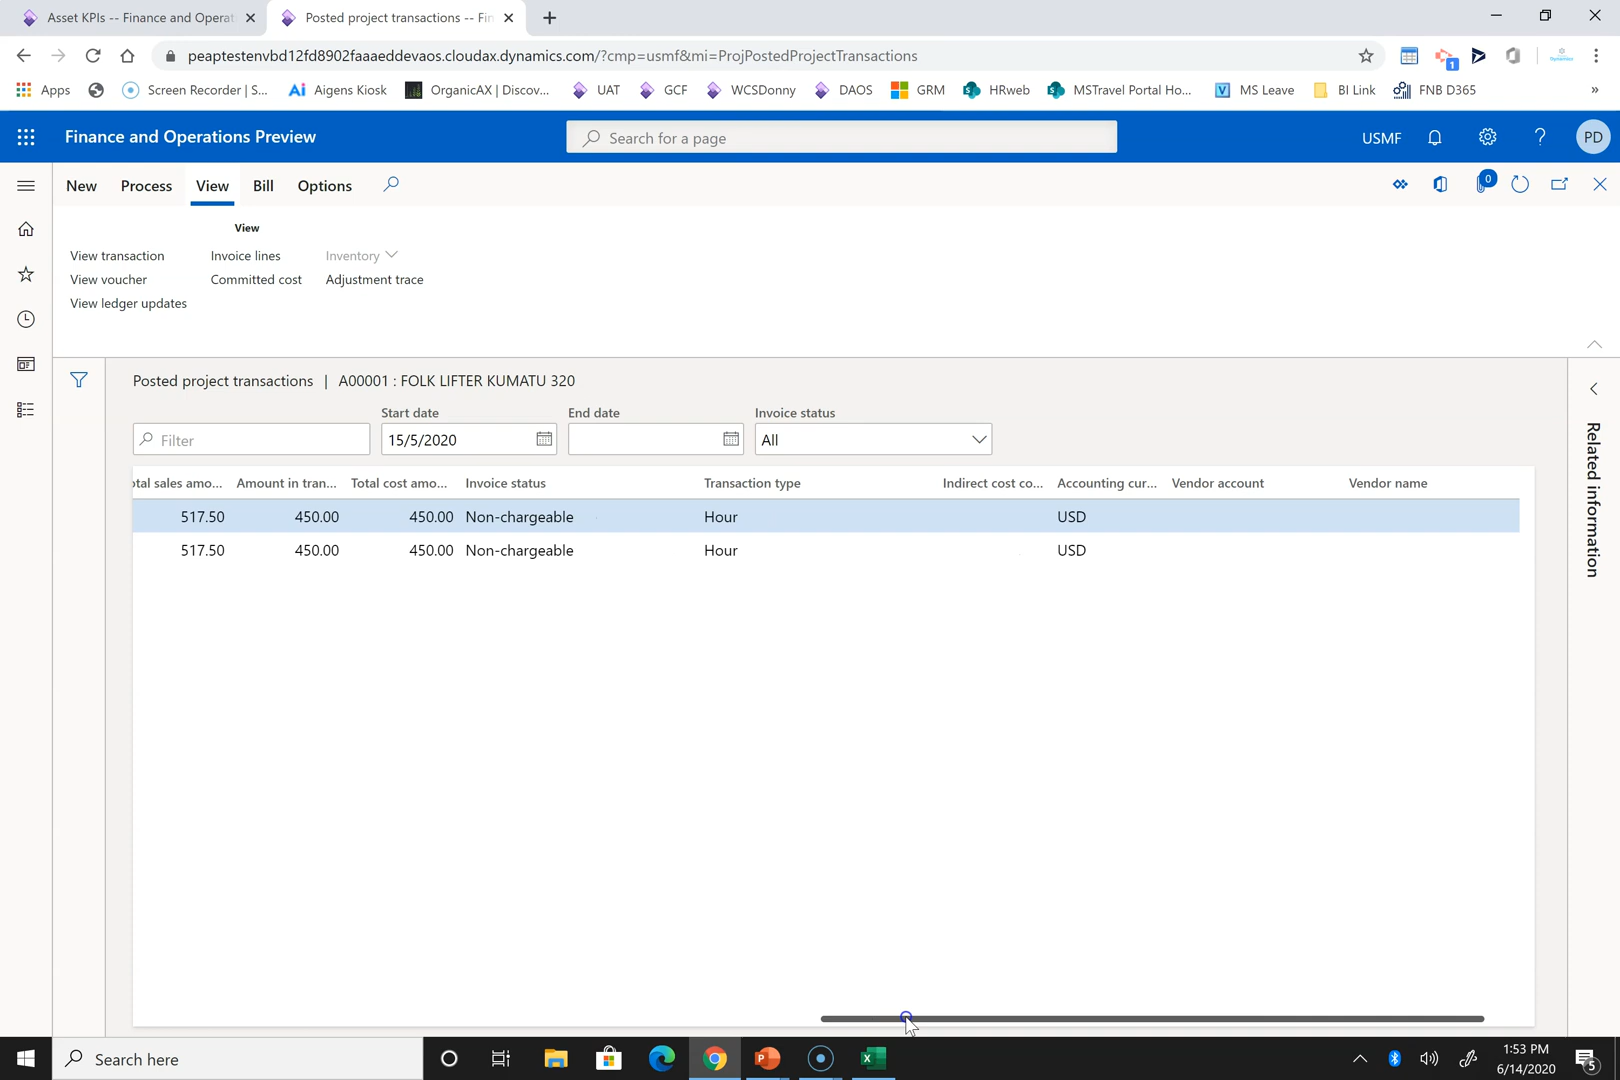 Asset KPIs -- Finance and Operat
Posted project transactions -- Fin
peaptestenvbd12fd8902faaaeddevaos.cloudax.dynamics.com/?cmp=usmf&mi=ProjPostedProjectTransactions
1
Apps
Screen Recorder | S...
Ai Aigens Kiosk
OrganicAX | Discov...
UAT
GCF
WCSDonny
DAOS
GRM
HRweb
MSTravel Portal Ho...
V MS Leave
BI Link
FNB D365
»
Finance and Operations Preview
Search for a page
USMF
?
PD
New Process View Bill Options
0
View
View transaction
Invoice lines
Inventory
View voucher
Committed cost
Adjustment trace
View ledger updates
Posted project transactions | A00001 : FOLK LIFTER KUMATU 320
Start date End date Invoice status
Filter 15/5/2020 All
otal sales amo... Amount in tran... Total cost amo... Invoice status Transaction type Indirect cost co... Accounting cur... Vendor account Vendor name
517.50 450.00 450.00 Non-chargeable Hour USD
517.50 450.00 450.00 Non-chargeable Hour USD
Related information
Search here
1:53 PM
6/14/2020
5